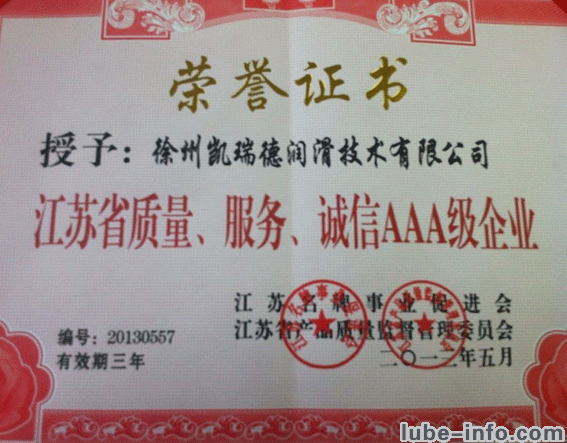 荣誉证书
授予：徐州凯瑞德润滑技术有限公司
江苏省质量、服务、诚信AAA级企业
江苏名牌事业促进会
江苏省产品质量监督管理委员会
编号：20130557
二〇一三年五月
有效期三年
lube-info.com